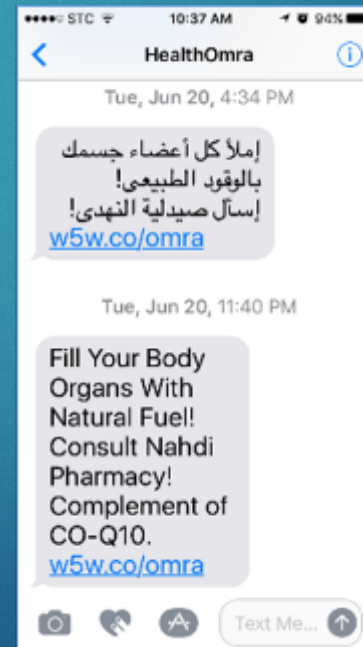 STC 10:37 AM 94%
HealthOmra
Tue, Jun 20, 4:34 PM
إملأ كل أعضاء جسمك
بالوقود الطبيعي!
إسأل صيدلية النهدي!
w5w.co/omra
Tue, Jun 20, 11:40 PM
Fill Your Body
Organs With
Natural Fuel!
Consult Nahdi
Pharmacy!
Complement of
CO-Q10.
w5w.co/omra
Text Me...